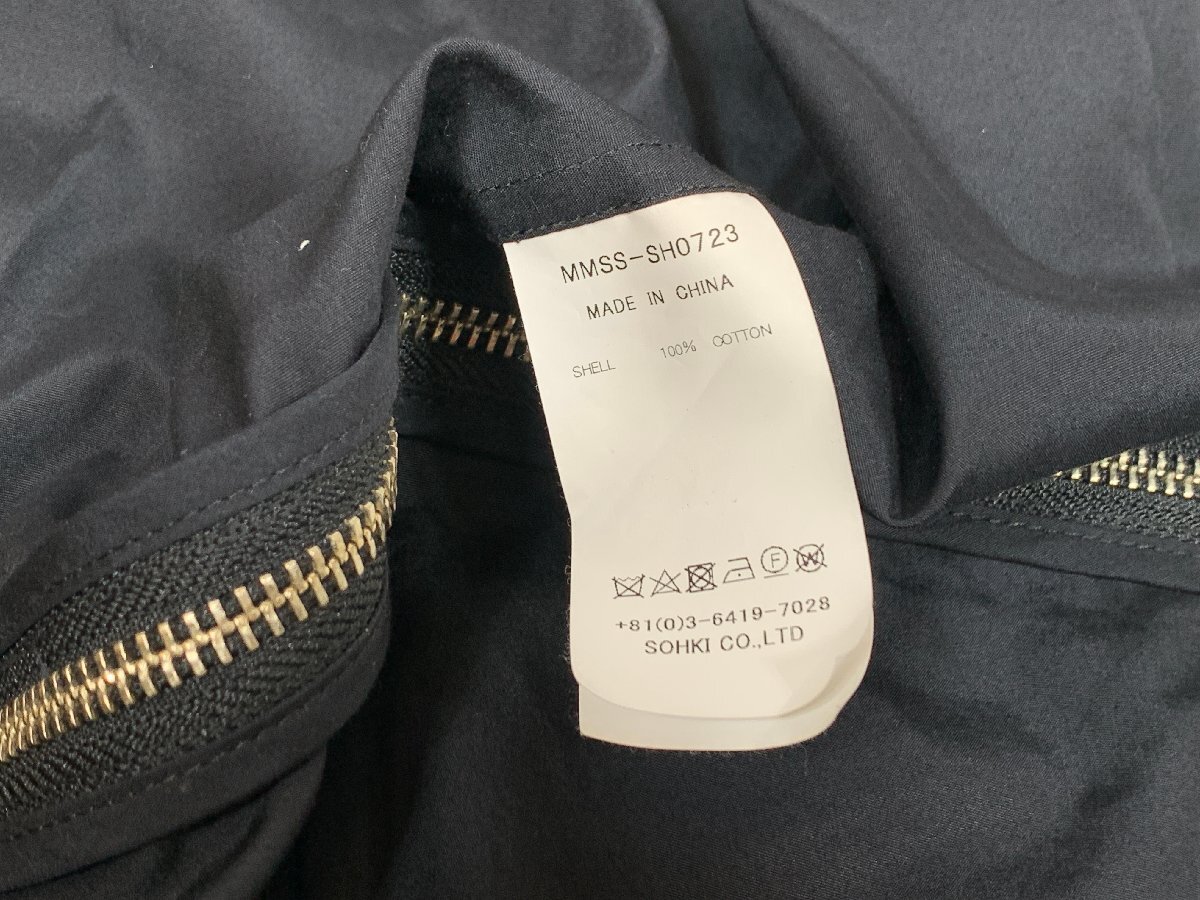 MMSS-SH0723
MADE IN CHINA
SHELL 100% COTTON
F W
+81(0)3-6419-7028
SOHKI CO.,LTD